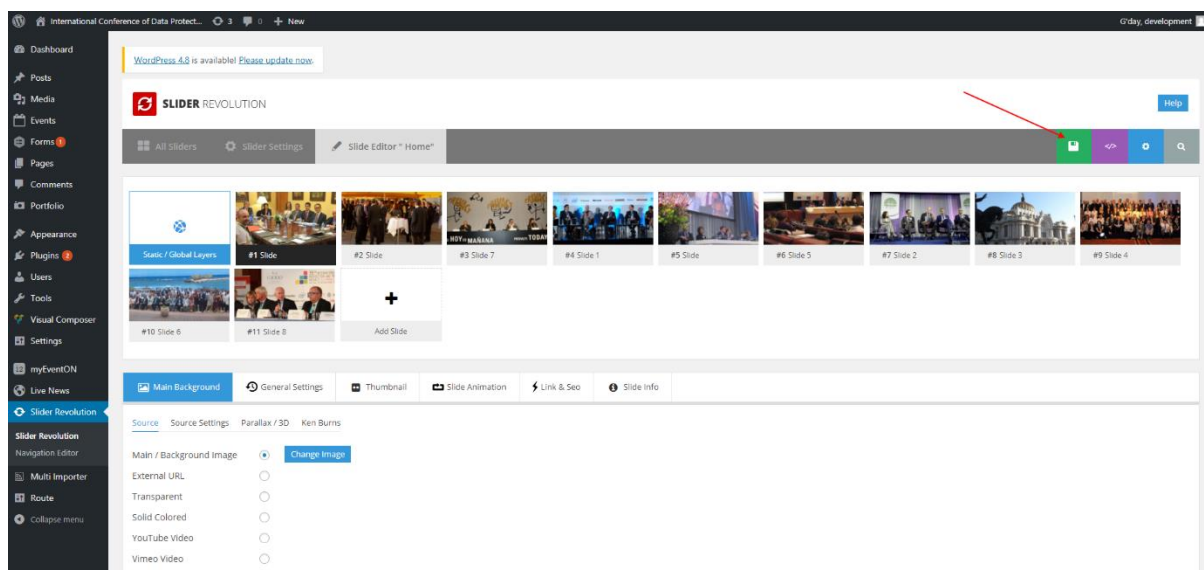 International Conference of Data Protect... 3 0 + New
G'day, development
Dashboard
Posts
Media
Events
Forms 1
Pages
Comments
Portfolio
Appearance
Plugins 2
Users
Tools
Visual Composer
Settings
myEventON
Live News
Slider Revolution
Slider Revolution
Navigation Editor
Multi Importer
Route
Collapse menu
WordPress 4.8 is available! Please update now.
SLIDER REVOLUTION
Help
All Sliders Slider Settings Slide Editor " Home"
HOY Y MAÑANA TODAY
Static / Global Layers #1 Slide #2 Slide #3 Slide 7 #4 Slide 1 #5 Slide #6 Slide 5 #7 Slide 2 #8 Slide 3 #9 Slide 4
#10 Slide 6 #11 Slide 8 Add Slide
Main Background General Settings Thumbnail Slide Animation Link & Seo Slide Info
Source Source Settings Parallax / 3D Ken Burns
Main / Background Image Change Image
External URL
Transparent
Solid Colored
YouTube Video
Vimeo Video